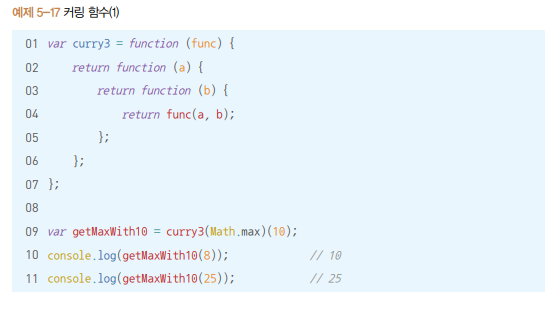 예제 5-17 커링 함수(1)
01 var curry3 = function (func) {
02     return function (a) {
03         return function (b) {
04             return func(a, b);
05         };
06     };
07 };
08
09 var getMaxWith10 = curry3(Math.max)(10);
10 console.log(getMaxWith10(8));             // 10
11 console.log(getMaxWith10(25));            // 25